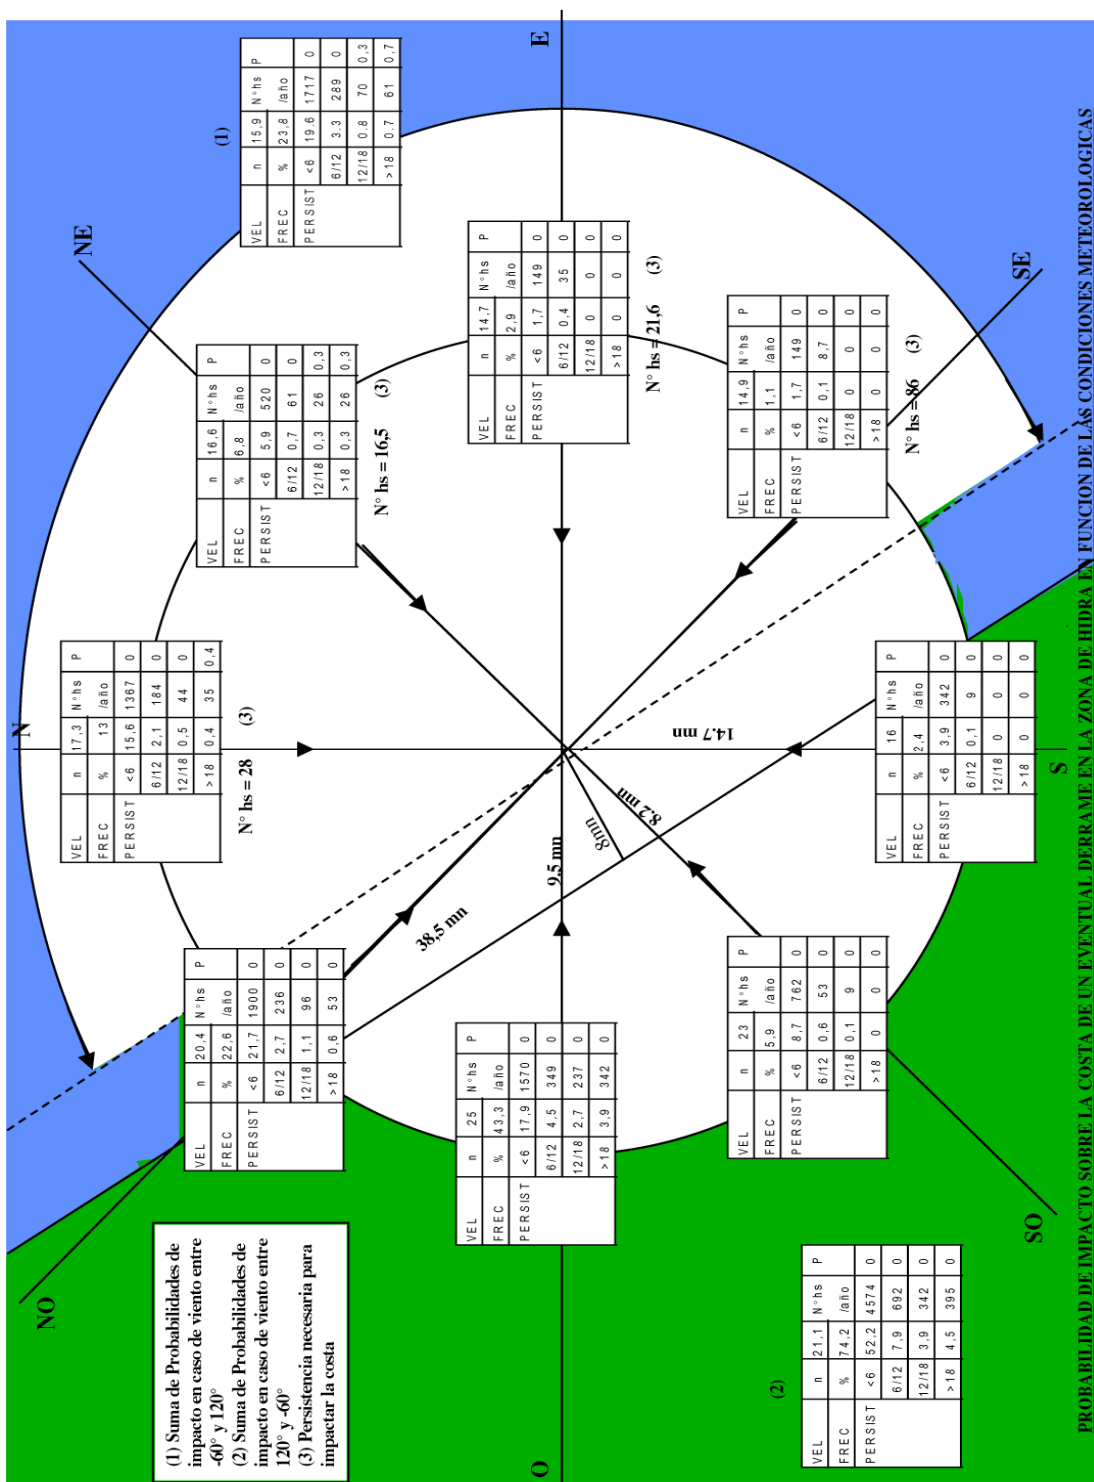 PROBABILIDAD DE IMPACTO SOBRE LA COSTA DE UN EVENTUAL DERRAME EN LA ZONA DE HIDRA EN FUNCION DE LAS CONDICIONES METEOROLOGICAS
(1) Suma de Probabilidades de
impacto en caso de viento entre
-60° y 120°
(2) Suma de Probabilidades de
impacto en caso de viento entre
120° y -60°
(3) Persistencia necesaria para
impactar la costa
NO
VEL n 20,4 N°hs P
FREC % 22,6 /año
PERSIST <6 21,7 1900 0
6/12 2,7 236 0
12/18 1,1 96 0
>18 0,6 53 0
N
VEL n 17,3 N°hs P
FREC % 13 /año
PERSIST <6 15,6 1367 0
6/12 2,1 184 0
12/18 0,5 44 0
>18 0,4 35 0,4
N° hs = 28 (3)
NE
VEL n 16,6 N°hs P
FREC % 6,8 /año
PERSIST <6 5,9 520 0
6/12 0,7 61 0
12/18 0,3 26 0,3
>18 0,3 26 0,3
N° hs = 16,5 (3)
(1)
VEL n 15,9 N°hs P
FREC % 23,8 /año
PERSIST <6 19.6 1717 0
6/12 3.3 289 0
12/18 0.8 70 0,3
>18 0.7 61 0,7
O
VEL n 25 N°hs P
FREC % 43,3 /año
PERSIST <6 17,9 1570 0
6/12 4,5 349 0
12/18 2,7 237 0
>18 3,9 342 0
38,5 mn
9,5 mn
8mn
8,2 mn
14.7 mn
E
VEL n 14,7 N°hs P
FREC % 2,9 /año
PERSIST <6 1,7 149 0
6/12 0,4 35 0
12/18 0 0 0
>18 0 0 0
N° hs = 21,6 (3)
(2)
VEL n 21,1 N°hs P
FREC % 74,2 /año
PERSIST <6 52,2 4574 0
6/12 7,9 692 0
12/18 3,9 342 0
>18 4,5 395 0
SO
VEL n 23 N°hs P
FREC % 5,9 /año
PERSIST <6 8,7 762 0
6/12 0,6 53 0
12/18 0,1 9 0
>18 0 0 0
S
VEL n 16 N°hs P
FREC % 2,4 /año
PERSIST <6 3,9 342 0
6/12 0,1 9 0
12/18 0 0 0
>18 0 0 0
SE
VEL n 14,9 N°hs P
FREC % 1,1 /año
PERSIST <6 1,7 149 0
6/12 0,1 8,7 0
12/18 0 0 0
>18 0 0 0
N° hs = 86 (3)